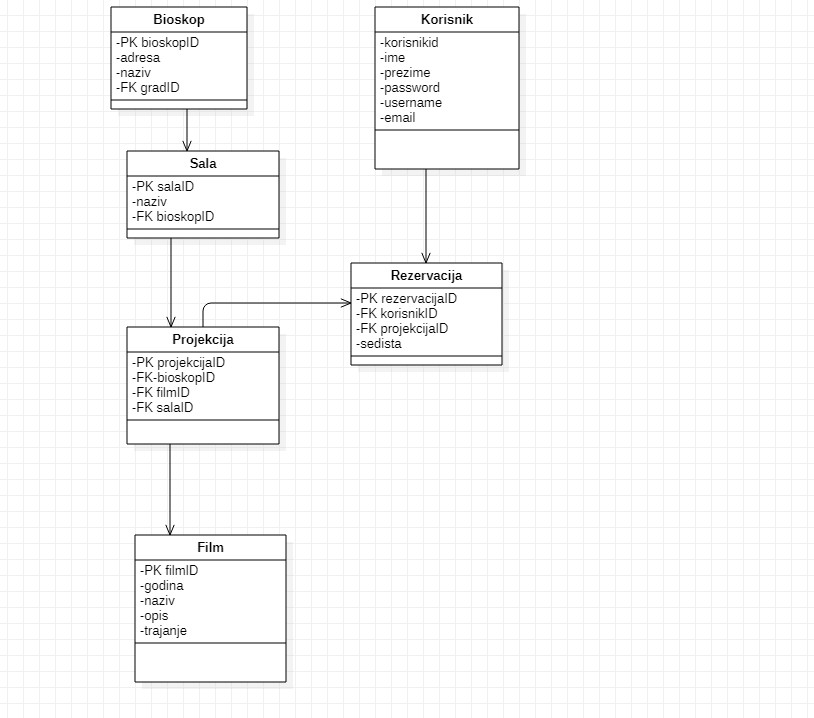 Bioskop
-PK bioskopID
-adresa
-naziv
-FK gradID
Korisnik
-korisnikid
-ime
-prezime
-password
-username
-email
Sala
-PK salaID
-naziv
-FK bioskopID
Rezervacija
-PK rezervacijaID
-FK korisnikID
-FK projekcijaID
-sedista
Projekcija
-PK projekcijaID
-FK-bioskopID
-FK filmID
-FK salaID
Film
-PK filmID
-godina
-naziv
-opis
-trajanje